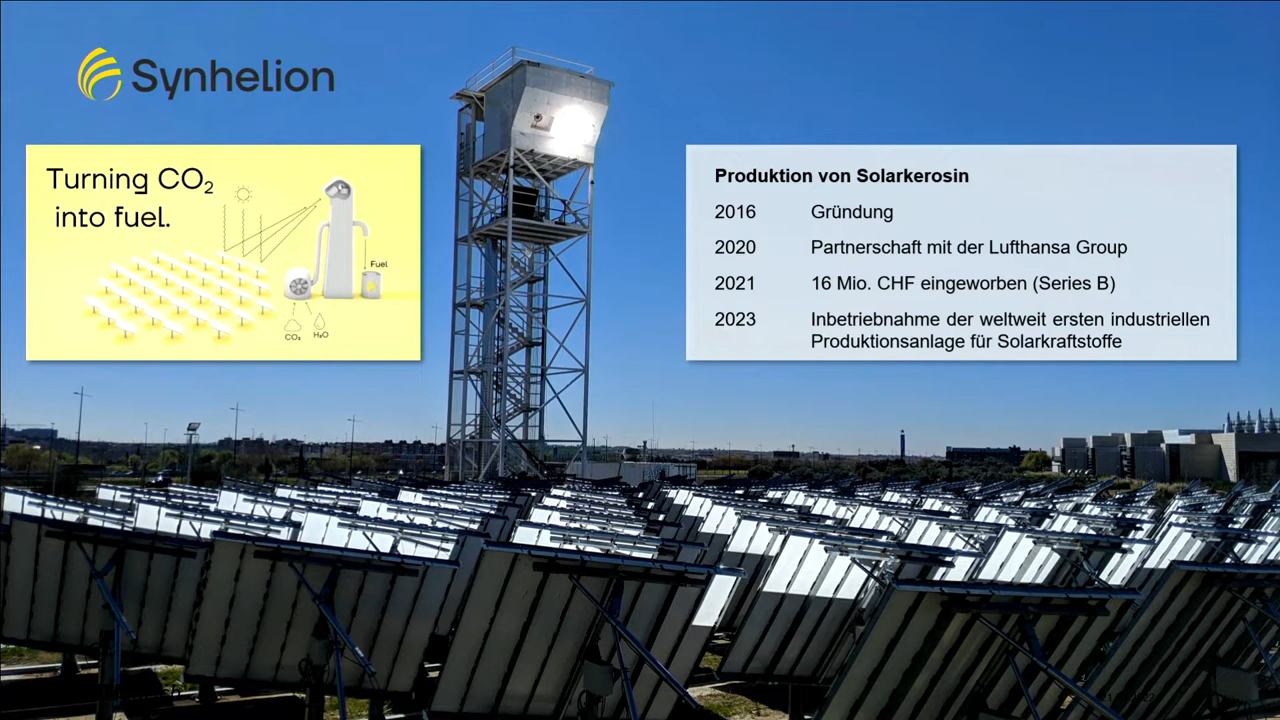 Synhelion
Turning CO₂
into fuel.
Fuel
CO₂
H₂O
Produktion von Solarkerosin
2016 Gründung
2020 Partnerschaft mit der Lufthansa Group
2021 16 Mio. CHF eingeworben (Series B)
2023 Inbetriebnahme der weltweit ersten industriellen
Produktionsanlage für Solarkraftstoffe